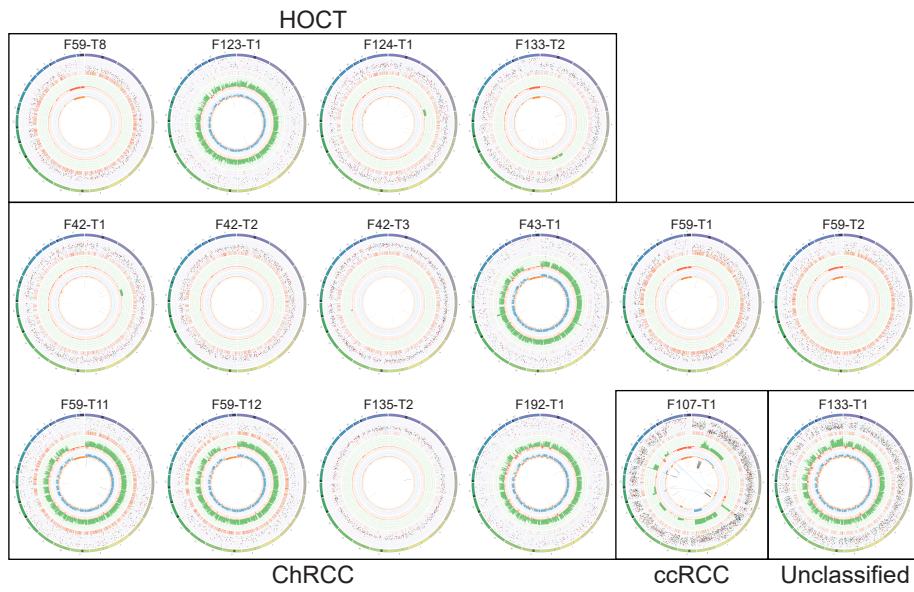 HOCT
F59-T8 F123-T1 F124-T1 F133-T2
F42-T1 F42-T2 F42-T3 F43-T1 F59-T1 F59-T2
F59-T11 F59-T12 F135-T2 F192-T1 F107-T1 F133-T1
ChRCC ccRCC Unclassified